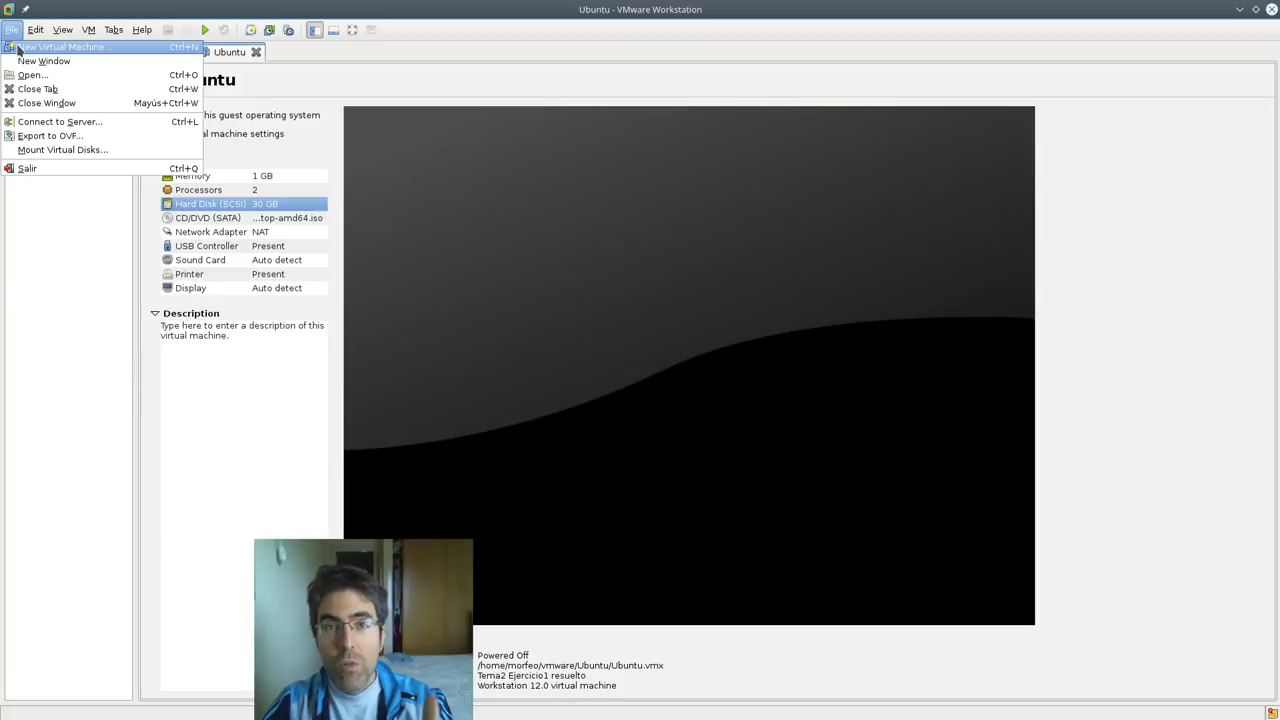 Ubuntu - VMware Workstation
File Edit View VM Tabs Help
New Virtual Machine... Ctrl+N
New Window
Open... Ctrl+O
Close Tab Ctrl+W
Close Window Mayús+Ctrl+W
Connect to Server... Ctrl+L
Export to OVF...
Mount Virtual Disks...
Salir Ctrl+Q
Ubuntu
untu
his guest operating system
al machine settings
Memory 1 GB
Processors 2
Hard Disk (SCSI) 30 GB
CD/DVD (SATA) ...top-amd64.iso
Network Adapter NAT
USB Controller Present
Sound Card Auto detect
Printer Present
Display Auto detect
Description
Type here to enter a description of this
virtual machine.
Powered Off
/home/morfeo/vmware/Ubuntu/Ubuntu.vmx
Tema2 Ejercicio1 resuelto
Workstation 12.0 virtual machine